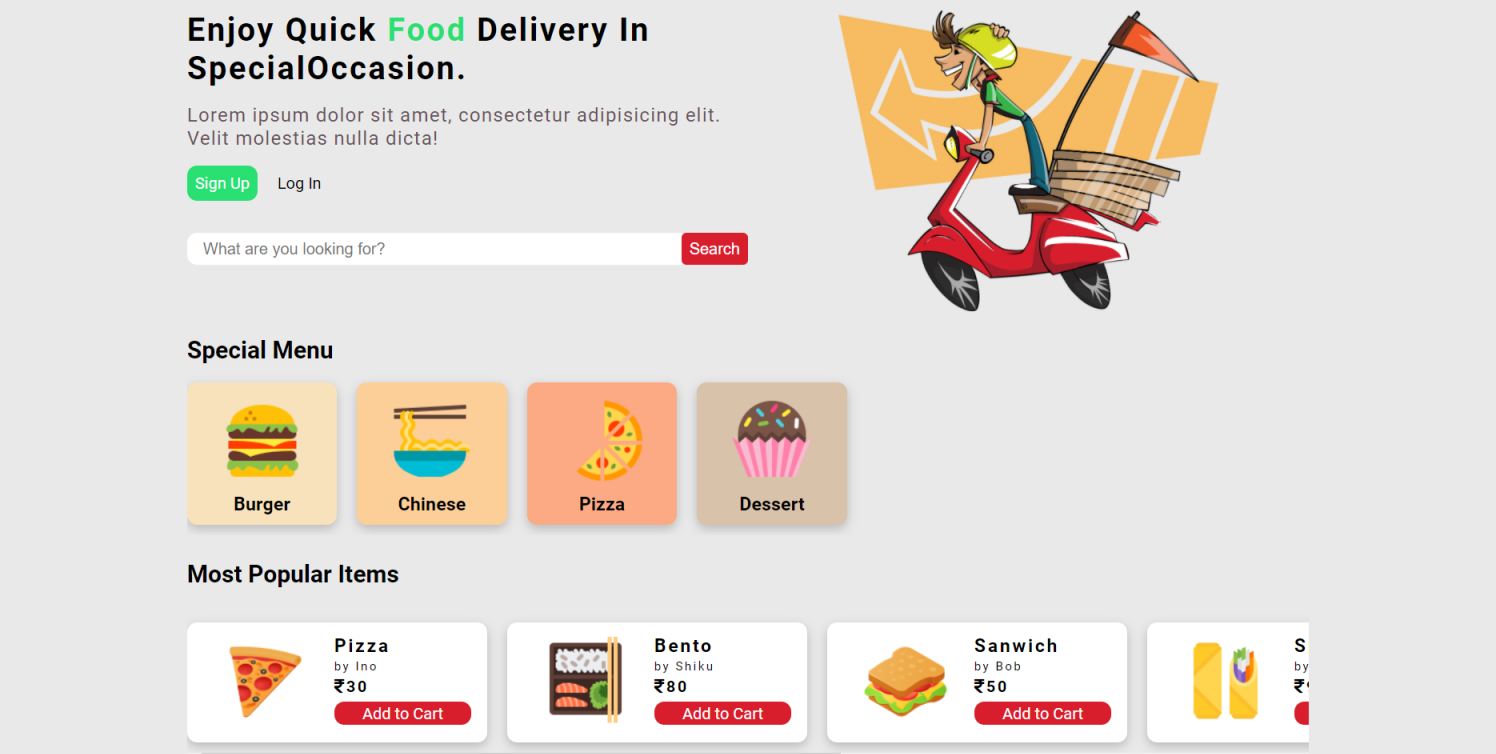 Enjoy Quick Food Delivery In
SpecialOccasion.
Lorem ipsum dolor sit amet, consectetur adipisicing elit.
Velit molestias nulla dicta!
Sign Up
Log In
What are you looking for?
Search
Special Menu
Burger
Chinese
Pizza
Dessert
Most Popular Items
Pizza
by Ino
₹30
Add to Cart
Bento
by Shiku
₹80
Add to Cart
Sanwich
by Bob
₹50
Add to Cart
S
by
₹